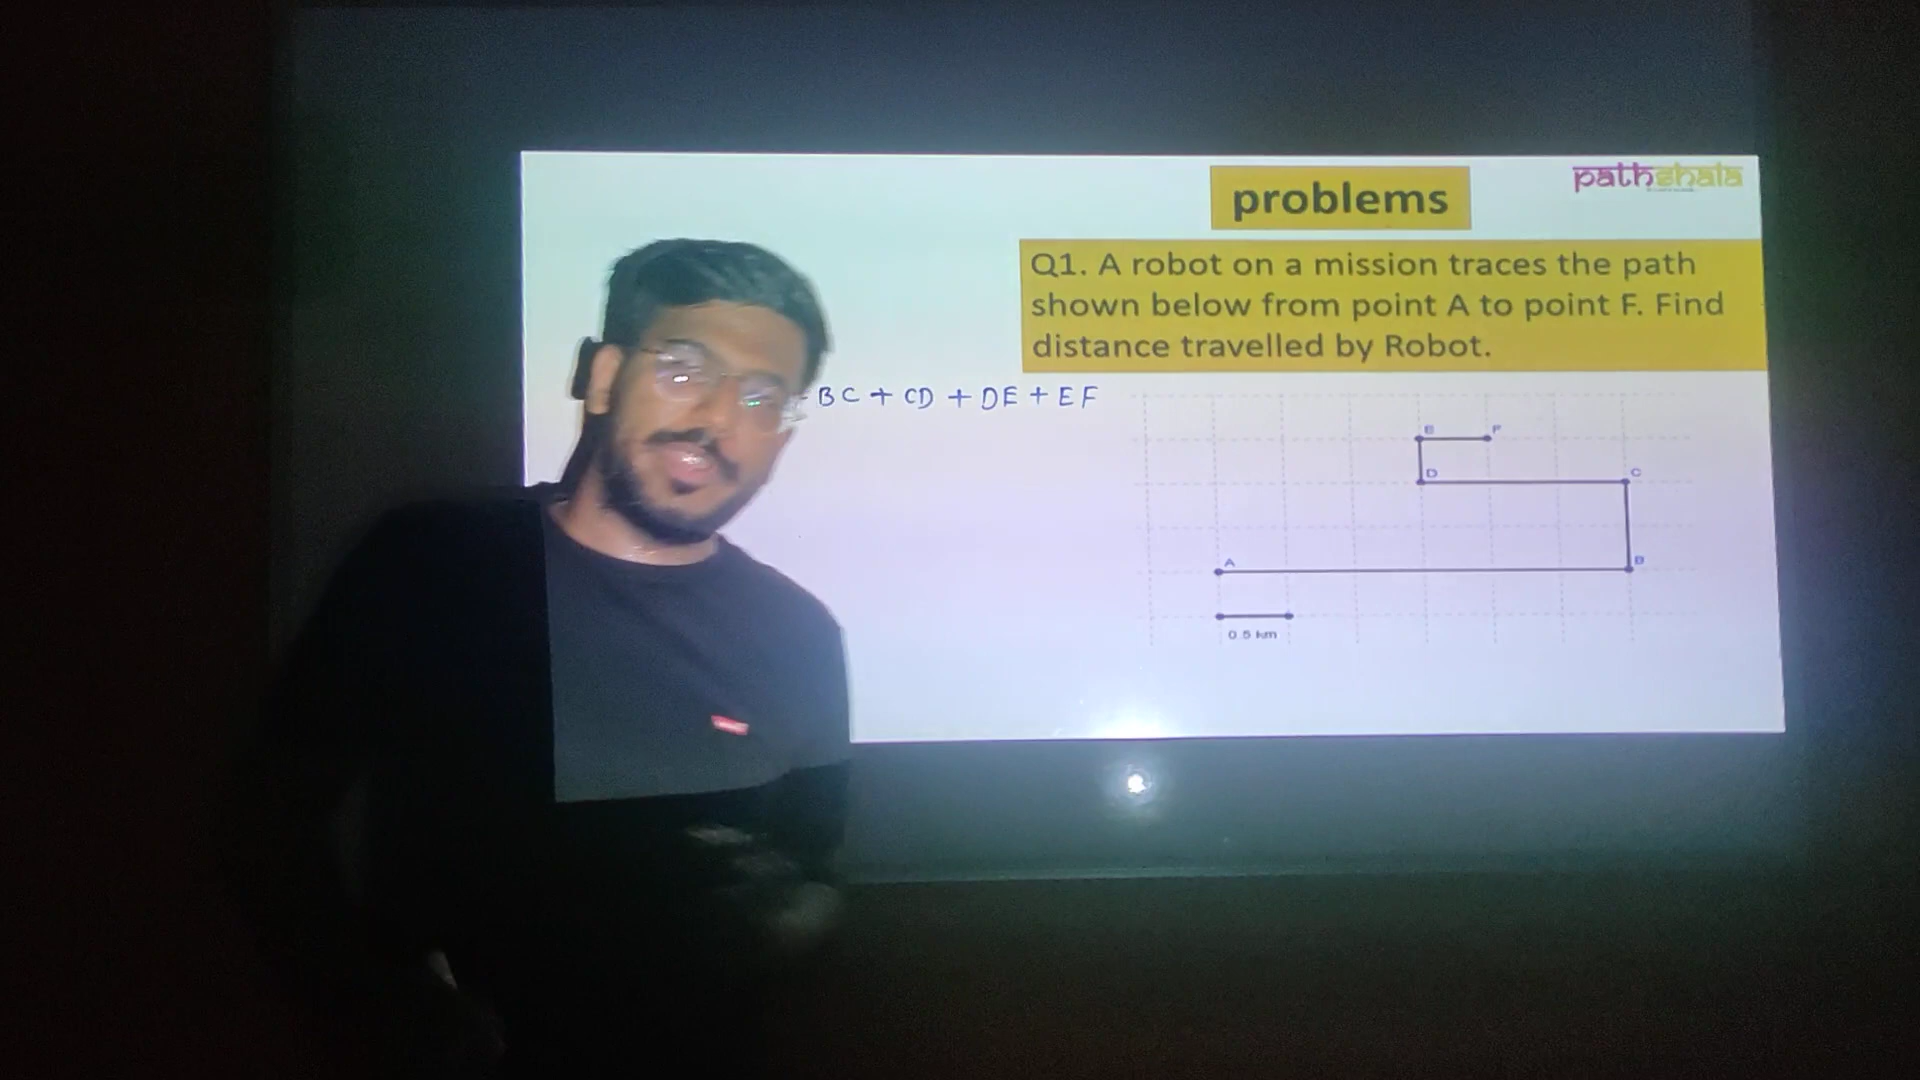 problems
pathshala
Q1. A robot on a mission traces the path
shown below from point A to point F. Find
distance travelled by Robot.
BC + CD + DE + EF
E F
D C
A B
0.5 km